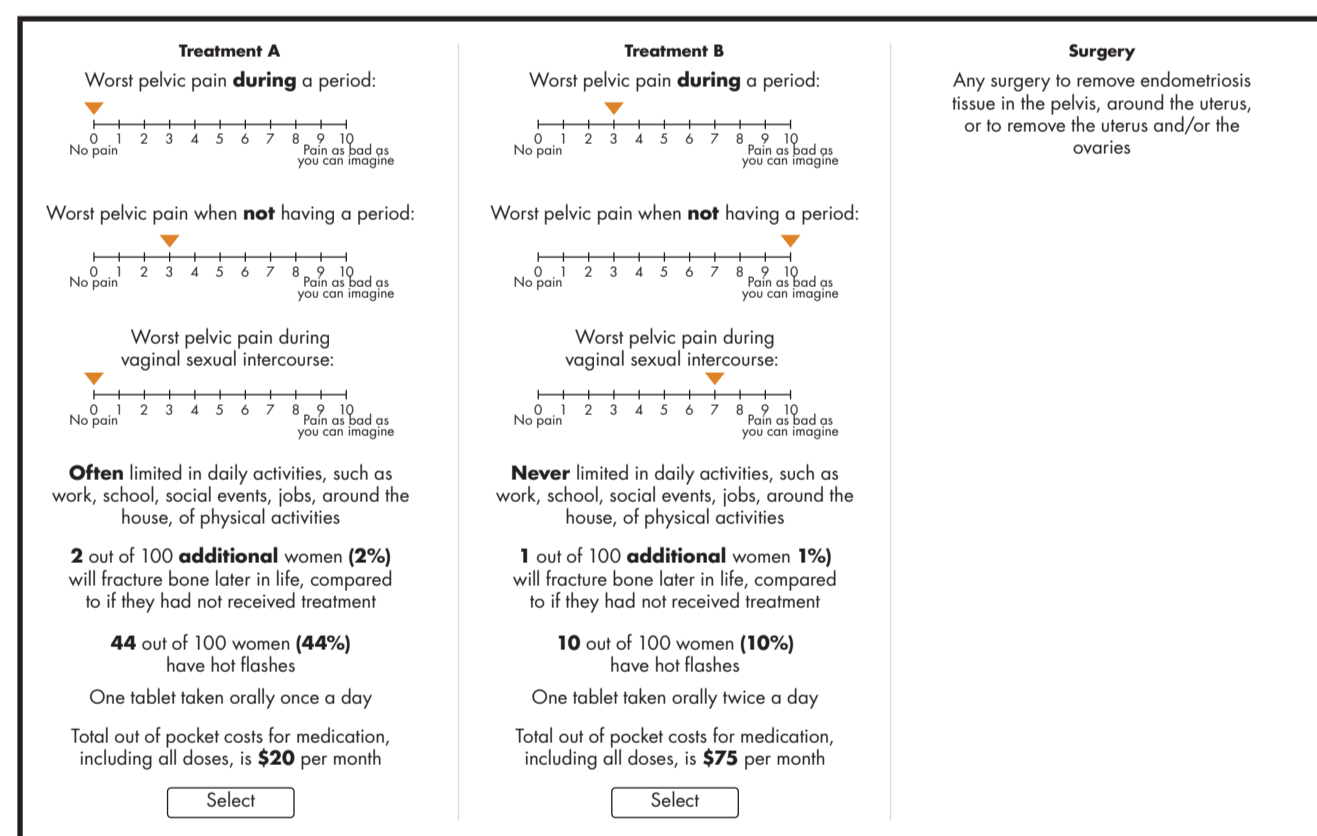 Treatment A
Worst pelvic pain during a period:
0 1 2 3 4 5 6 7 8 9 10
No pain
Pain as bad as
you can imagine
Worst pelvic pain when not having a period:
0 1 2 3 4 5 6 7 8 9 10
No pain
Pain as bad as
you can imagine
Worst pelvic pain during
vaginal sexual intercourse:
0 1 2 3 4 5 6 7 8 9 10
No pain
Pain as bad as
you can imagine
Often limited in daily activities, such as
work, school, social events, jobs, around the
house, of physical activities
2 out of 100 additional women (2%)
will fracture bone later in life, compared
to if they had not received treatment
44 out of 100 women (44%)
have hot flashes
One tablet taken orally once a day
Total out of pocket costs for medication,
including all doses, is $20 per month
Select
Treatment B
Worst pelvic pain during a period:
0 1 2 3 4 5 6 7 8 9 10
No pain
Pain as bad as
you can imagine
Worst pelvic pain when not having a period:
0 1 2 3 4 5 6 7 8 9 10
No pain
Pain as bad as
you can imagine
Worst pelvic pain during
vaginal sexual intercourse:
0 1 2 3 4 5 6 7 8 9 10
No pain
Pain as bad as
you can imagine
Never limited in daily activities, such as
work, school, social events, jobs, around the
house, of physical activities
1 out of 100 additional women 1%)
will fracture bone later in life, compared
to if they had not received treatment
10 out of 100 women (10%)
have hot flashes
One tablet taken orally twice a day
Total out of pocket costs for medication,
including all doses, is $75 per month
Select
Surgery
Any surgery to remove endometriosis
tissue in the pelvis, around the uterus,
or to remove the uterus and/or the
ovaries